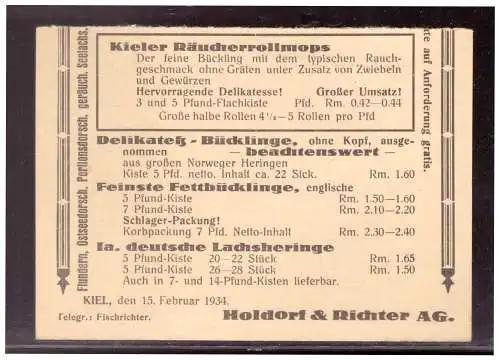 Kieler Räucherrollmops
Der feine Bückling mit dem typischen Rauch-
geschmack ohne Gräten unter Zusatz von Zwiebeln
und Gewürzen
Hervorragende Delikatesse! Großer Umsatz!
3 und 5 Pfund-Flachkiste Pfd. Rm. 0.42—0.44
Große halbe Rollen 4½—5 Rollen pro Pfd
Delikateß-Bücklinge, ohne Kopf, ausge-
nommen — beachtenswert —
aus großen Norweger Heringen
Kiste 5 Pfd. netto. Inhalt ca. 22 Stck. Rm. 1.60
Feinste Fettbücklinge, englische
5 Pfund-Kiste Rm. 1.50—1.60
7 Pfund-Kiste Rm. 2.10—2.20
Schlager-Packung!
Korbpackung 7 Pfd. Netto-Inhalt Rm. 2.30—2.40
Ia. deutsche Lachsheringe
5 Pfund-Kiste 20—22 Stück Rm. 1.65
5 Pfund-Kiste 26—28 Stück Rm. 1.50
Auch in 7- und 14-Pfund-Kisten lieferbar.
KIEL, den 15. Februar 1934.
Telegr.: Fischrichter.
Holdorf & Richter AG.
Flundern, Ostseedorsch, Portionsdorsch, geräuch. Seelachs,
te auf Anforderung gratis.